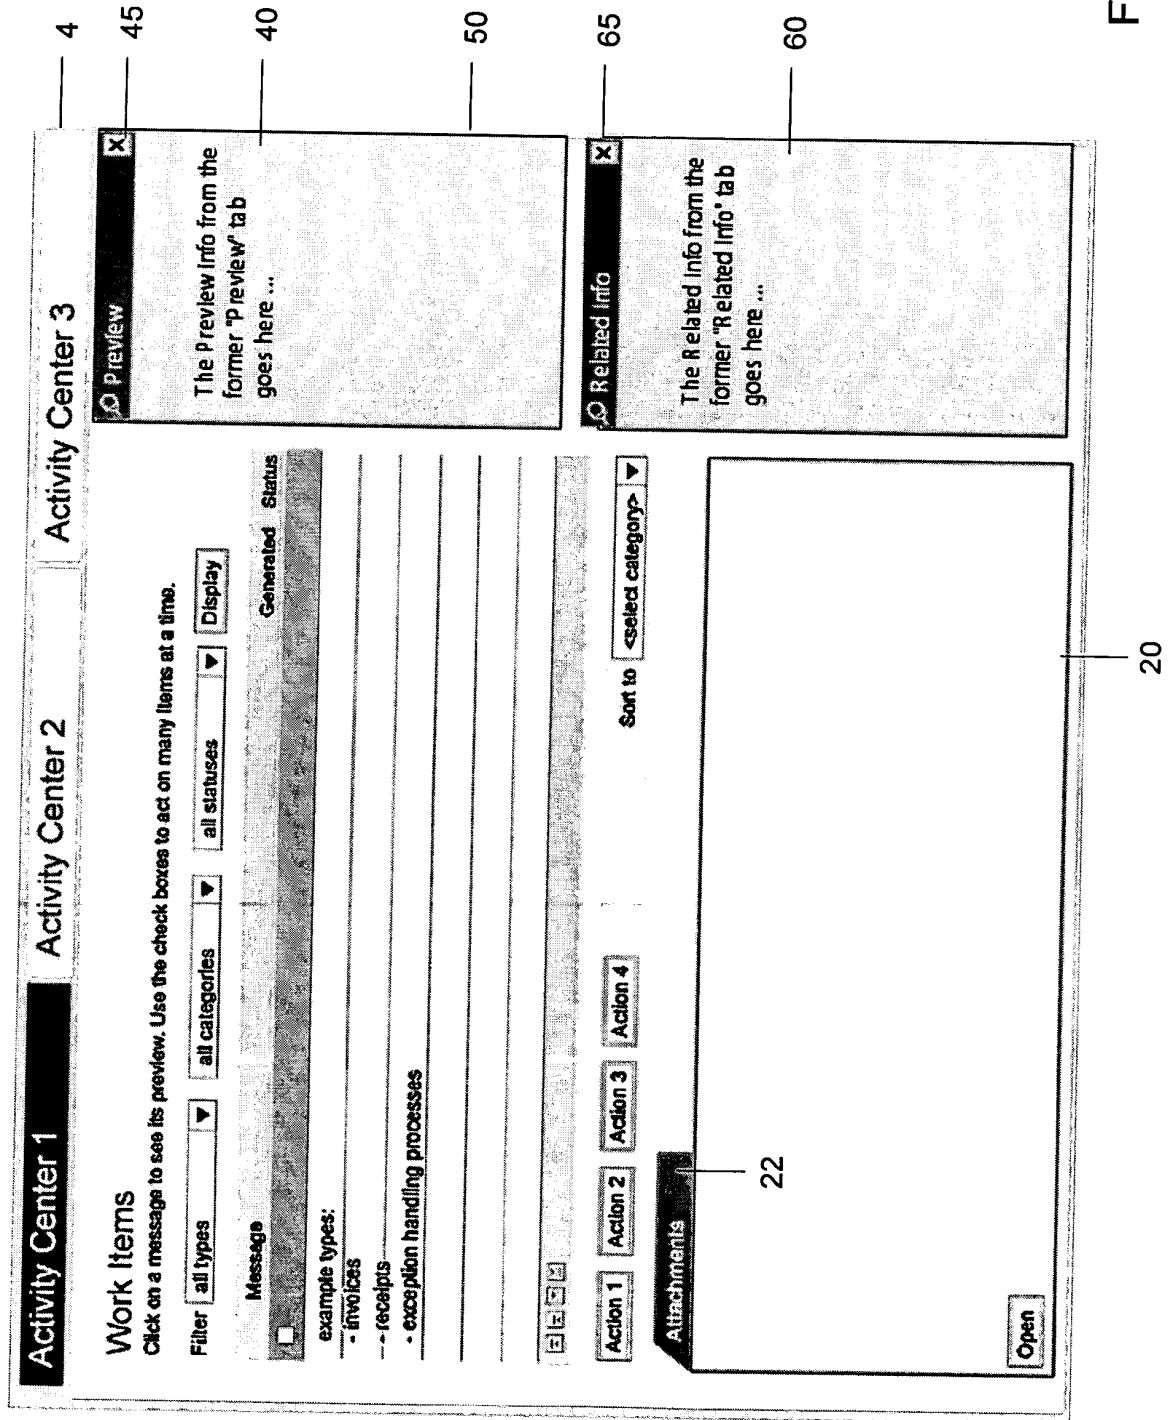 Activity Center 1
Activity Center 2
Activity Center 3
4
Work Items
Click on a message to see its preview. Use the check boxes to act on many items at a time.
Filter all types all categories all statuses Display
Message Generated Status
example types:
- invoices
- receipts
- exception handling processes
Action 1 Action 2 Action 3 Action 4
Sort to <select category>
Attachments
22
Open
20
Preview X
45
The Preview Info from the
former "Preview" tab
goes here ...
40
50
Related Info X
65
The Related Info from the
former "Related Info" tab
goes here ...
60
F